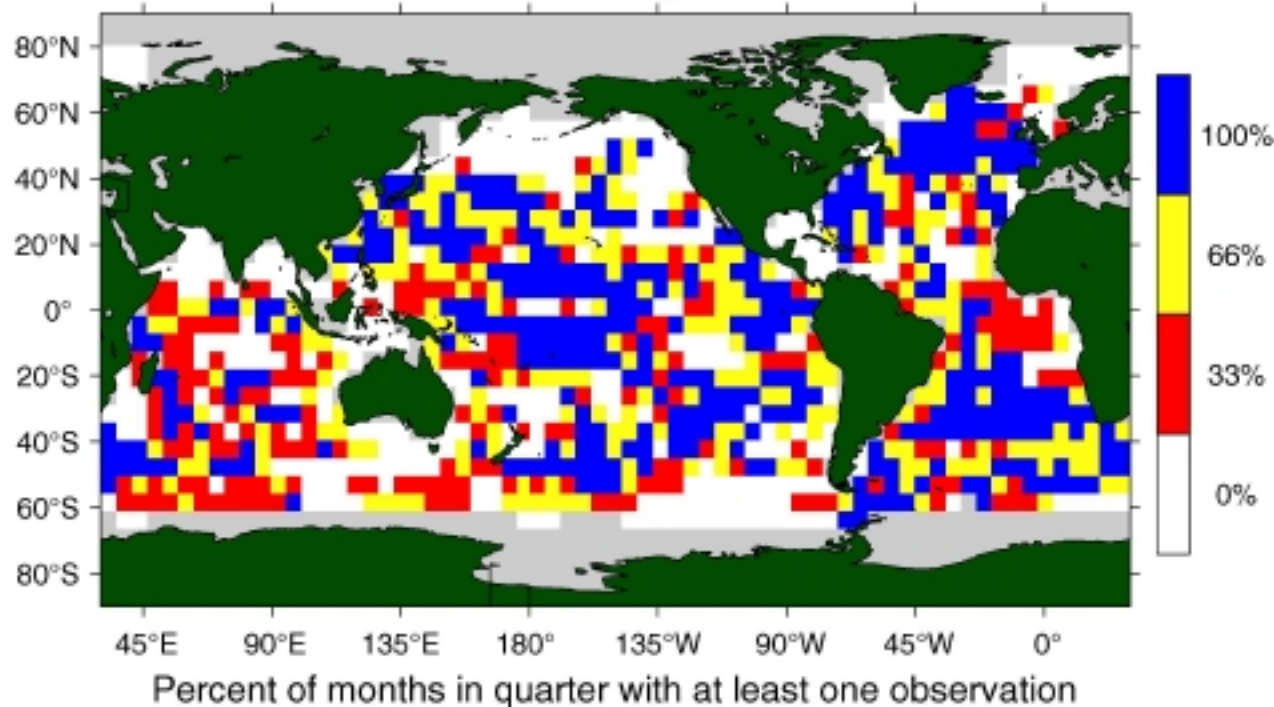 80°N
60°N
40°N
20°N
0°
20°S
40°S
60°S
80°S
45°E 90°E 135°E 180° 135°W 90°W 45°W 0°
100%
66%
33%
0%
Percent of months in quarter with at least one observation